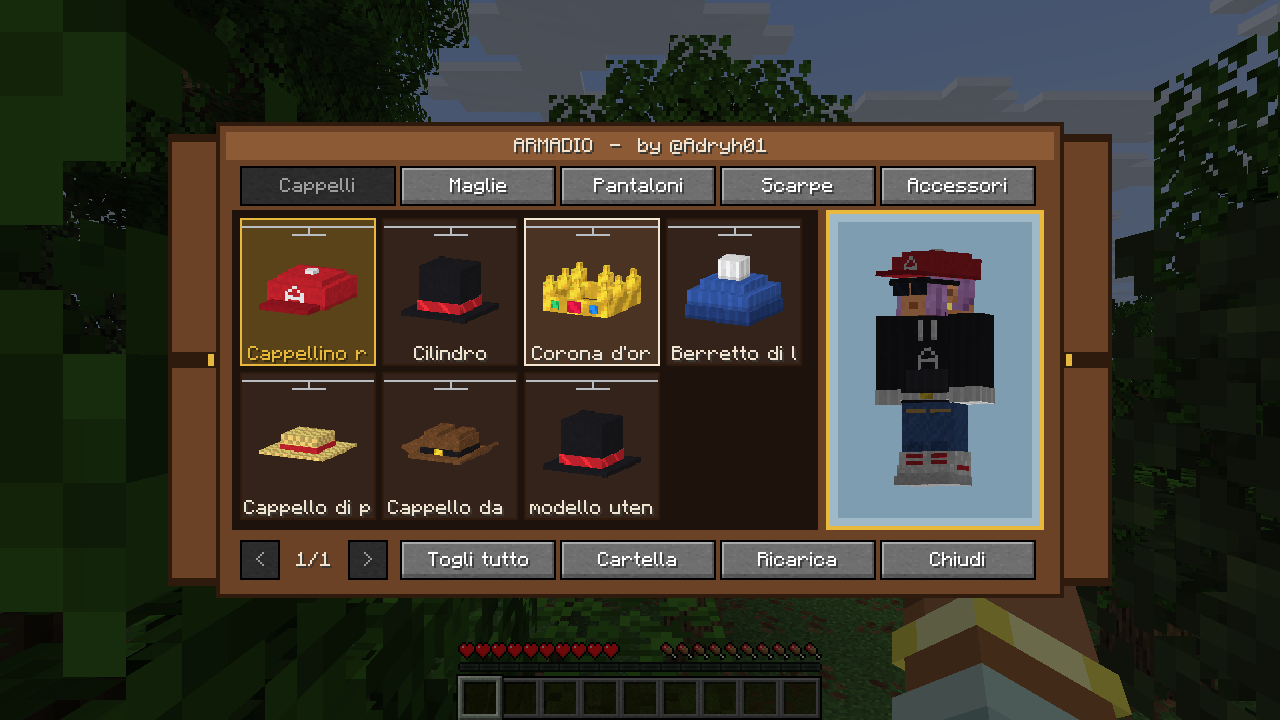 ARMADIO - by @Adryh01
Cappelli Maglie Pantaloni Scarpe Accessori
Cappellino r Cilindro Corona d'or Berretto di l
Cappello di p Cappello da modello uten
< 1/1 > Togli tutto Cartella Ricarica Chiudi